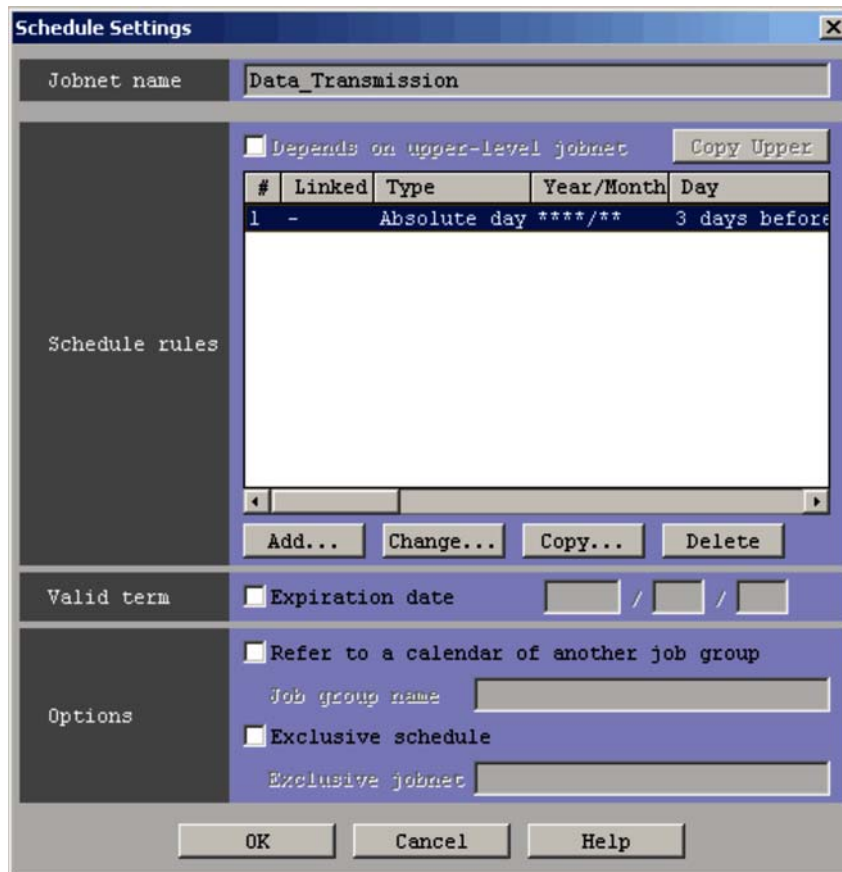 Schedule Settings
Jobnet name Data_Transmission
Depends on upper-level jobnet Copy Upper
# Linked Type Year/Month Day
1 - Absolute day ****/** 3 days before
Schedule rules
Add... Change... Copy... Delete
Valid term Expiration date / /
Refer to a calendar of another job group
Job group name
Options
Exclusive schedule
Exclusive jobnet
OK Cancel Help